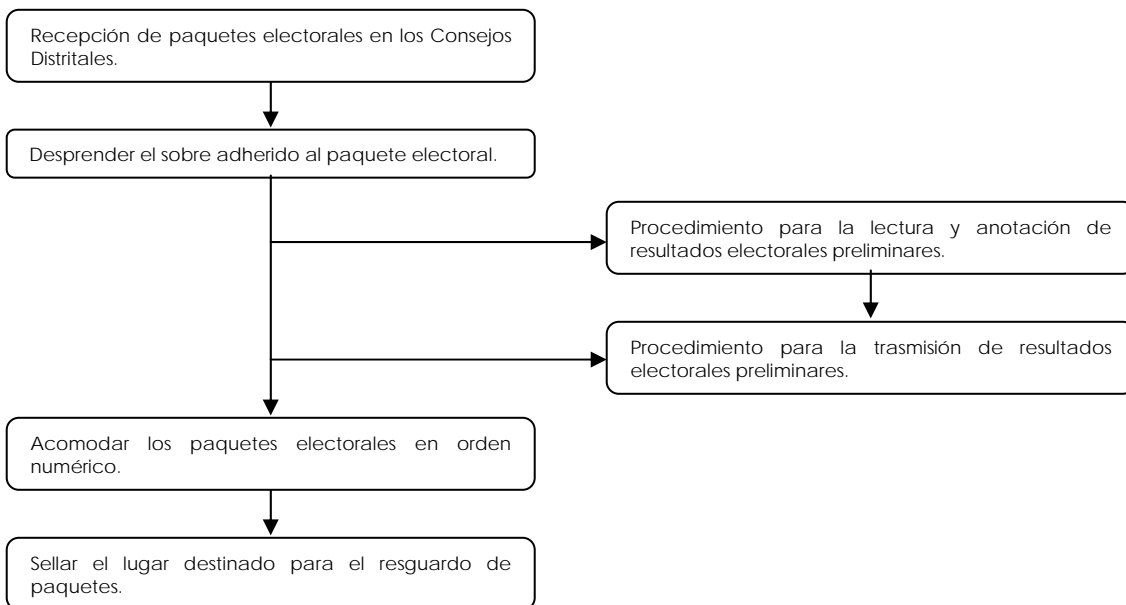 Recepción de paquetes electorales en los Consejos
Distritales.
Desprender el sobre adherido al paquete electoral.
Procedimiento para la lectura y anotación de
resultados electorales preliminares.
Procedimiento para la trasmisión de resultados
electorales preliminares.
Acomodar los paquetes electorales en orden
numérico.
Sellar el lugar destinado para el resguardo de
paquetes.